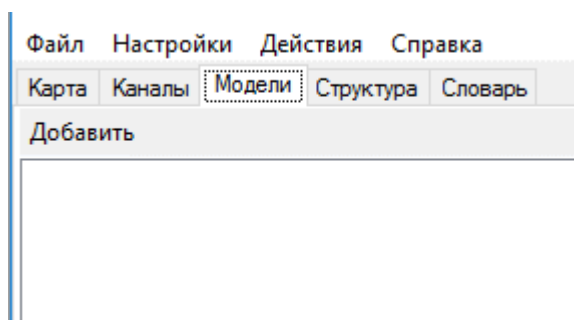 Файл Настройки Действия Справка
Карта Каналы Модели Структура Словарь
Добавить